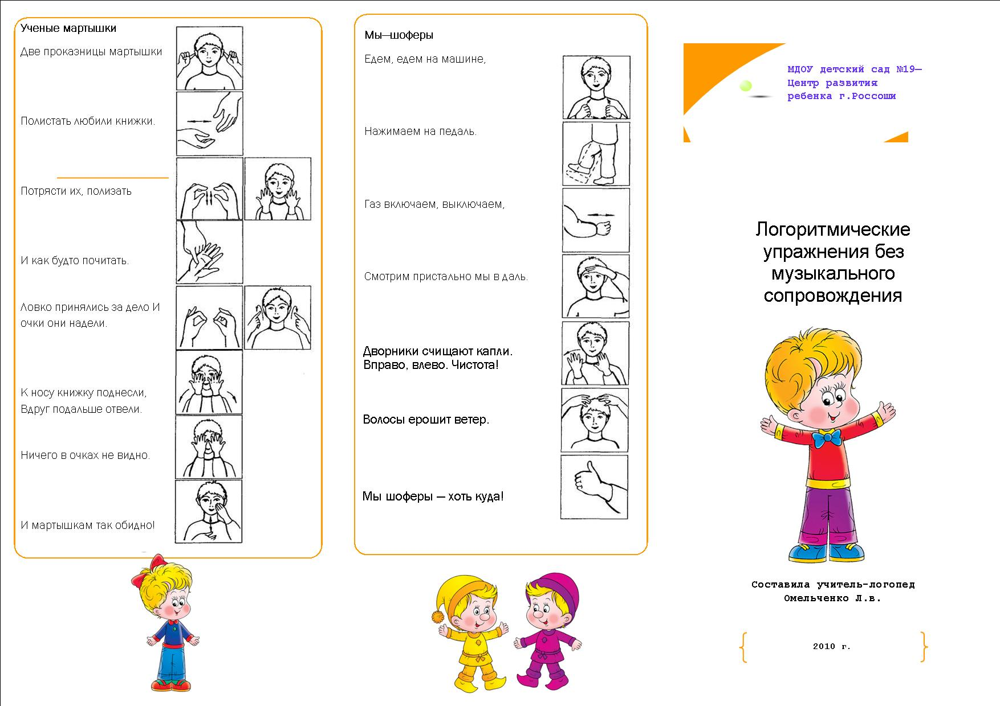 Ученые мартышки
Две проказницы мартышки
Полистать любили книжки.
Потрясти их, полизать
И как будто почитать.
Ловко принялись за дело И
очки они надели.
К носу книжку поднесли,
Вдруг подальше отвели.
Ничего в очках не видно.
И мартышкам так обидно!
Мы—шоферы
Едем, едем на машине,
Нажимаем на педаль.
Газ включаем, выключаем,
Смотрим пристально мы в даль.
Дворники счищают капли.
Вправо, влево. Чистота!
Волосы ерошит ветер.
Мы шоферы — хоть куда!
МДОУ детский сад №19—
Центр развития
ребенка г.Россоши
Логоритмические
упражнения без
музыкального
сопровождения
Составила учитель-логопед
Омельченко Л.в.
2010 г.